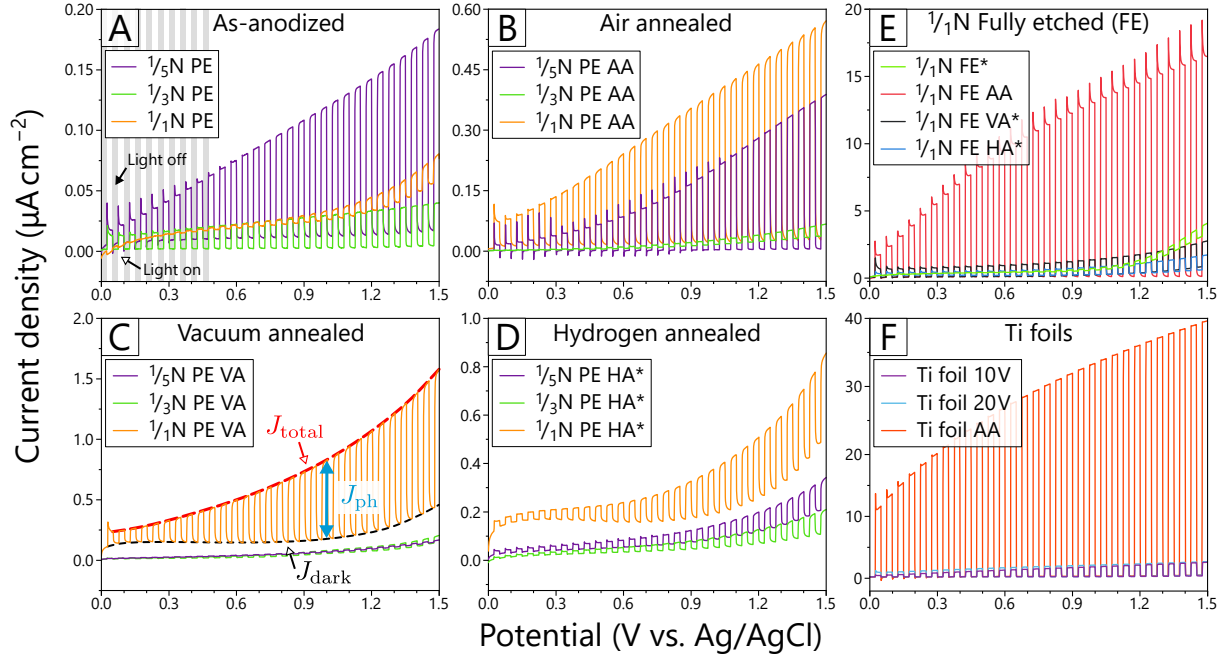 A As-anodized
0.20
0.15
0.10
0.05
0.00
¹/₅N PE
¹/₃N PE
¹/₁N PE
Light off
Light on
0.0 0.3 0.6 0.9 1.2 1.5
B Air annealed
0.60
0.45
0.30
0.15
0.00
¹/₅N PE AA
¹/₃N PE AA
¹/₁N PE AA
0.0 0.3 0.6 0.9 1.2 1.5
E ¹/₁N Fully etched (FE)
20
15
10
5
0
¹/₁N FE*
¹/₁N FE AA
¹/₁N FE VA*
¹/₁N FE HA*
0.0 0.3 0.6 0.9 1.2 1.5
C Vacuum annealed
2.0
1.5
1.0
0.5
0.0
¹/₅N PE VA
¹/₃N PE VA
¹/₁N PE VA
J_total
J_ph
J_dark
0.0 0.3 0.6 0.9 1.2 1.5
D Hydrogen annealed
1.0
0.8
0.6
0.4
0.2
0.0
¹/₅N PE HA*
¹/₃N PE HA*
¹/₁N PE HA*
0.0 0.3 0.6 0.9 1.2 1.5
F Ti foils
40
30
20
10
0
Ti foil 10V
Ti foil 20V
Ti foil AA
0.0 0.3 0.6 0.9 1.2 1.5
Current density (µA cm⁻²)
Potential (V vs. Ag/AgCl)